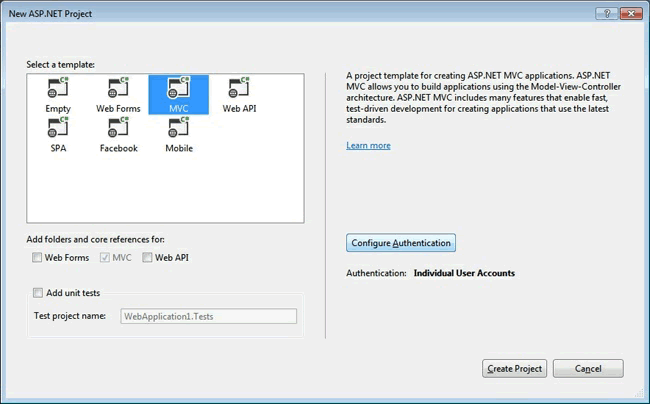 New ASP.NET Project
Select a template:
Empty
Web Forms
MVC
Web API
SPA
Facebook
Mobile
A project template for creating ASP.NET MVC applications. ASP.NET
MVC allows you to build applications using the Model-View-Controller
architecture. ASP.NET MVC includes many features that enable fast,
test-driven development for creating applications that use the latest
standards.
Learn more
Add folders and core references for:
Web Forms MVC Web API
Configure Authentication
Authentication: Individual User Accounts
Add unit tests
Test project name: WebApplication1.Tests
Create Project
Cancel